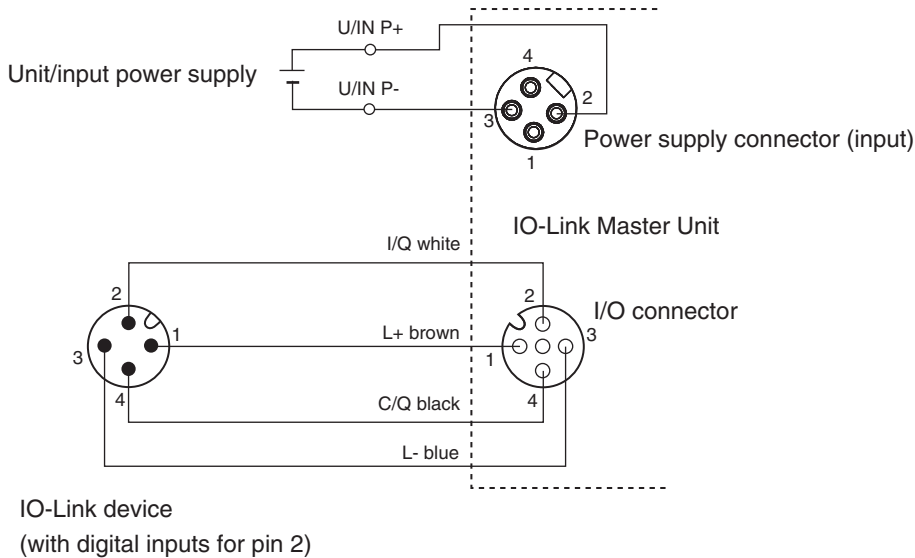 U/IN P+
Unit/input power supply
U/IN P-
4
2
3
1
Power supply connector (input)
IO-Link Master Unit
I/Q white
2
2
I/O connector
1
L+ brown
3
3
1
4
4
C/Q black
L- blue
IO-Link device
(with digital inputs for pin 2)